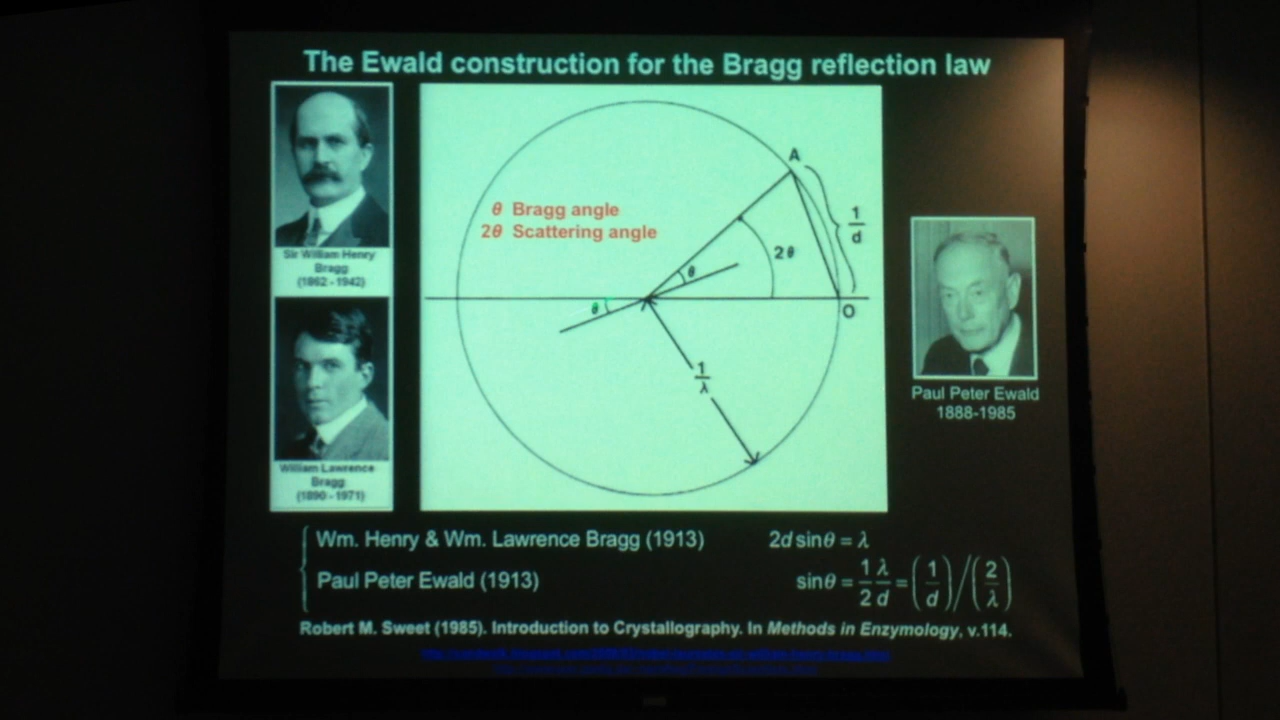 The Ewald construction for the Bragg reflection law
Sir William Henry
Bragg
(1862 - 1942)
William Lawrence
Bragg
(1890 - 1971)
θ Bragg angle
2θ Scattering angle
A
1/d
2θ
θ
θ
O
1/λ
Paul Peter Ewald
1888-1985
Wm. Henry & Wm. Lawrence Bragg (1913) 2d sinθ = λ
Paul Peter Ewald (1913) sinθ = 1/2 λ/d = (1/d)/(2/λ)
Robert M. Sweet (1985). Introduction to Crystallography. In Methods in Enzymology, v.114.